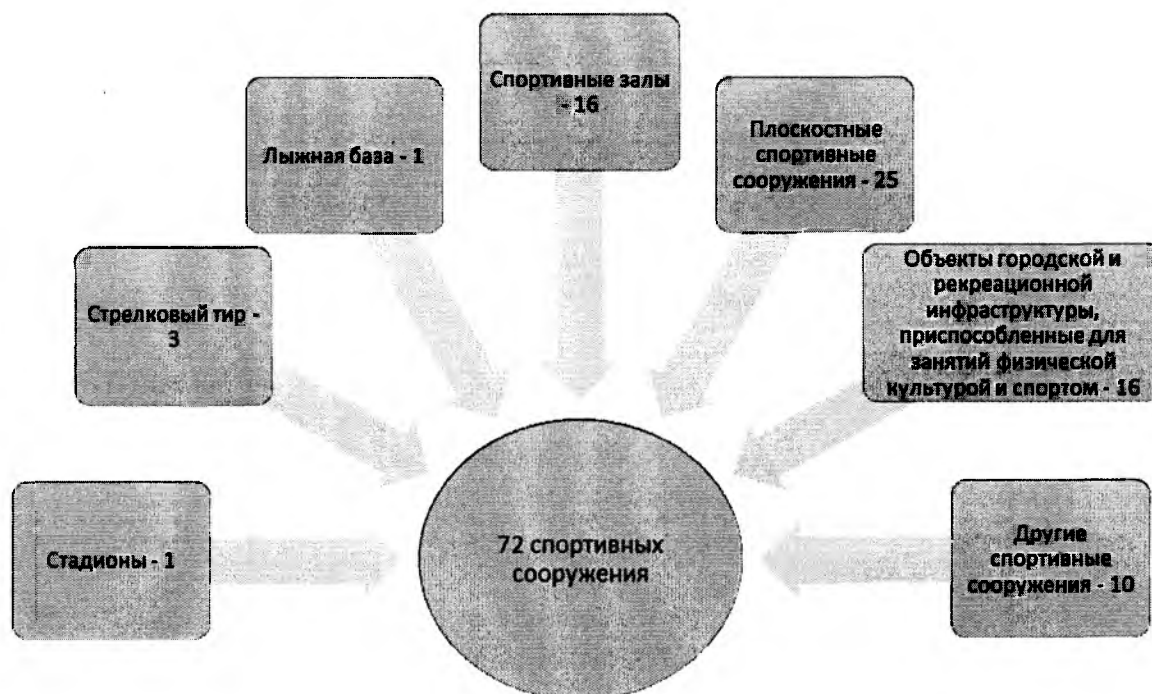 Спортивные залы
- 16
Лыжная база - 1
Плоскостные
спортивные
сооружения - 25
Стрелковый тир -
3
Объекты городской и
рекреационной
инфраструктуры,
приспособленные для
занятий физической
культурой и спортом - 16
Стадионы - 1
72 спортивных
сооружения
Другие
спортивные
сооружения - 10